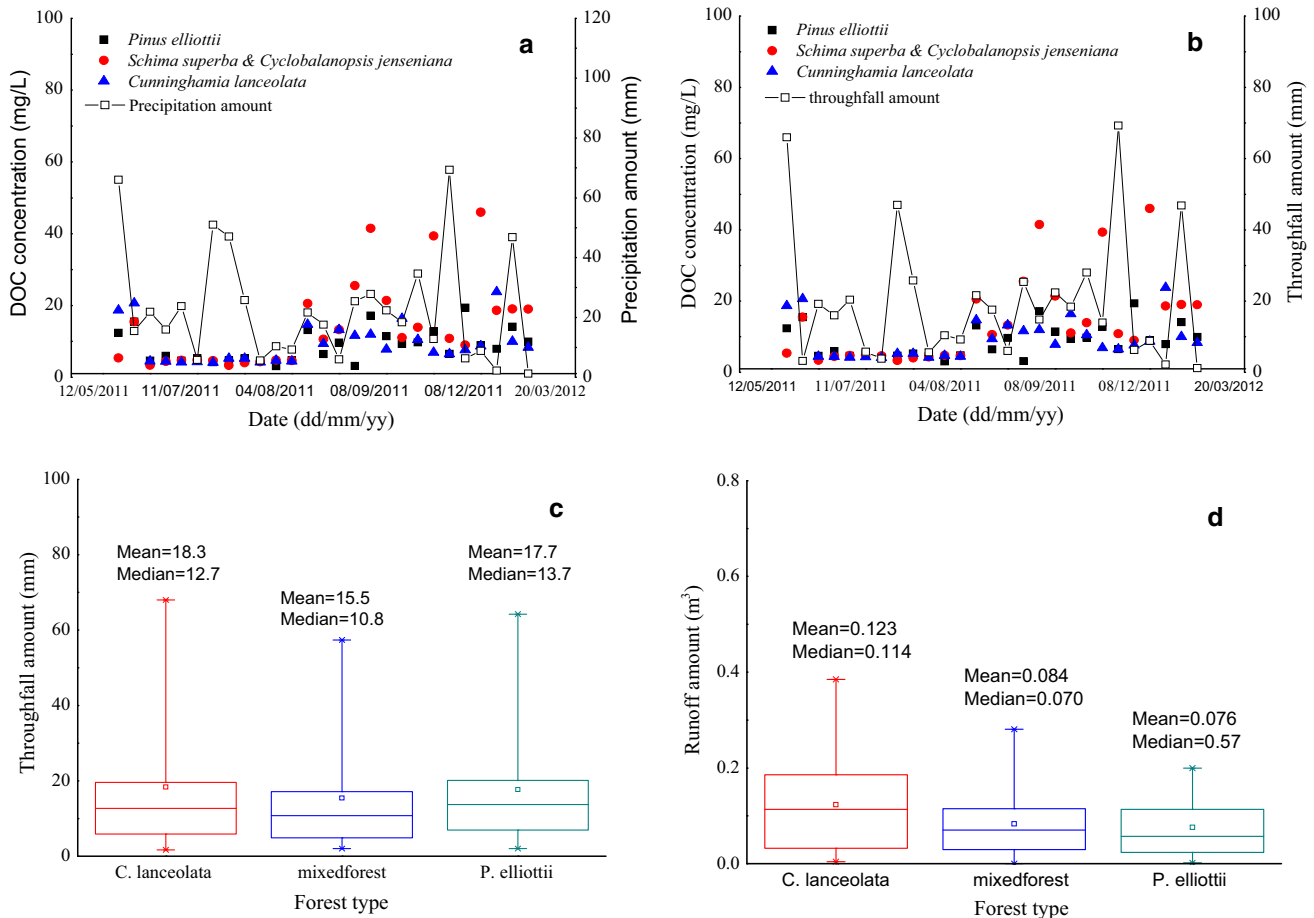 a
Pinus elliottii
Schima superba & Cyclobalanopsis jenseniana
Cunninghamia lanceolata
Precipitation amount
100
80
60
40
20
0
DOC concentration (mg/L)
120
100
80
60
40
20
0
Precipitation amount (mm)
12/05/2011 11/07/2011 04/08/2011 08/09/2011 08/12/2011 20/03/2012
Date (dd/mm/yy)
b
Pinus elliottii
Schima superba & Cyclobalanopsis jenseniana
Cunninghamia lanceolata
throughfall amount
100
80
60
40
20
0
DOC concentration (mg/L)
100
80
60
40
20
0
Throughfall amount (mm)
12/05/2011 11/07/2011 04/08/2011 08/09/2011 08/12/2011 20/03/2012
Date (dd/mm/yy)
c
100
80
60
40
20
0
Throughfall amount (mm)
Mean=18.3
Median=12.7
Mean=15.5
Median=10.8
Mean=17.7
Median=13.7
C. lanceolata mixedforest P. elliottii
Forest type
d
0.8
0.6
0.4
0.2
0.0
Runoff amount (m³)
Mean=0.123
Median=0.114
Mean=0.084
Median=0.070
Mean=0.076
Median=0.57
C. lanceolata mixedforest P. elliottii
Forest type